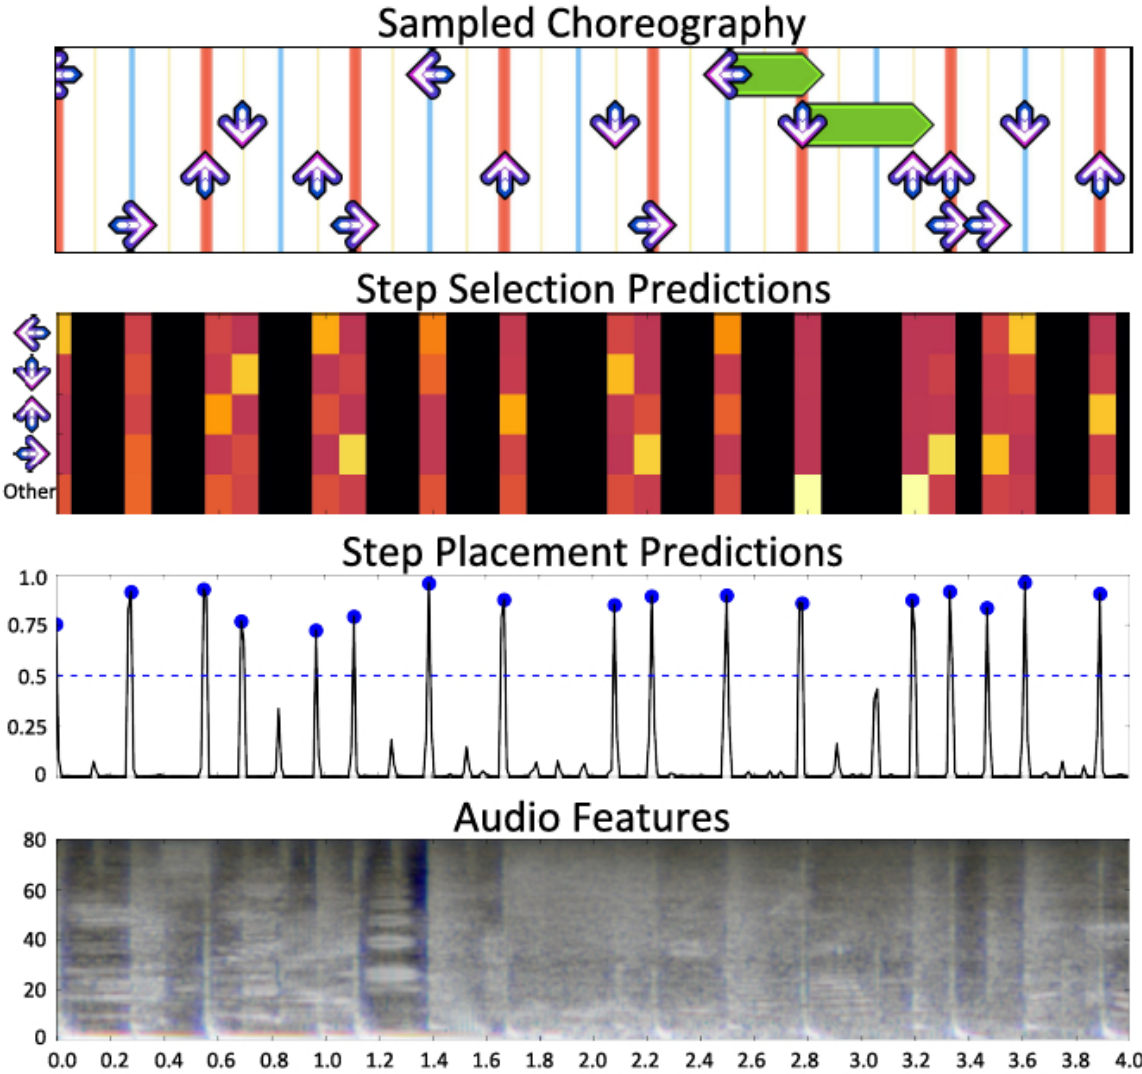 Sampled Choreography
Step Selection Predictions
Other
Step Placement Predictions
1.0
0.75
0.5
0.25
0
Audio Features
80
60
40
20
0
0.0 0.2 0.4 0.6 0.8 1.0 1.2 1.4 1.6 1.8 2.0 2.2 2.4 2.6 2.8 3.0 3.2 3.4 3.6 3.8 4.0